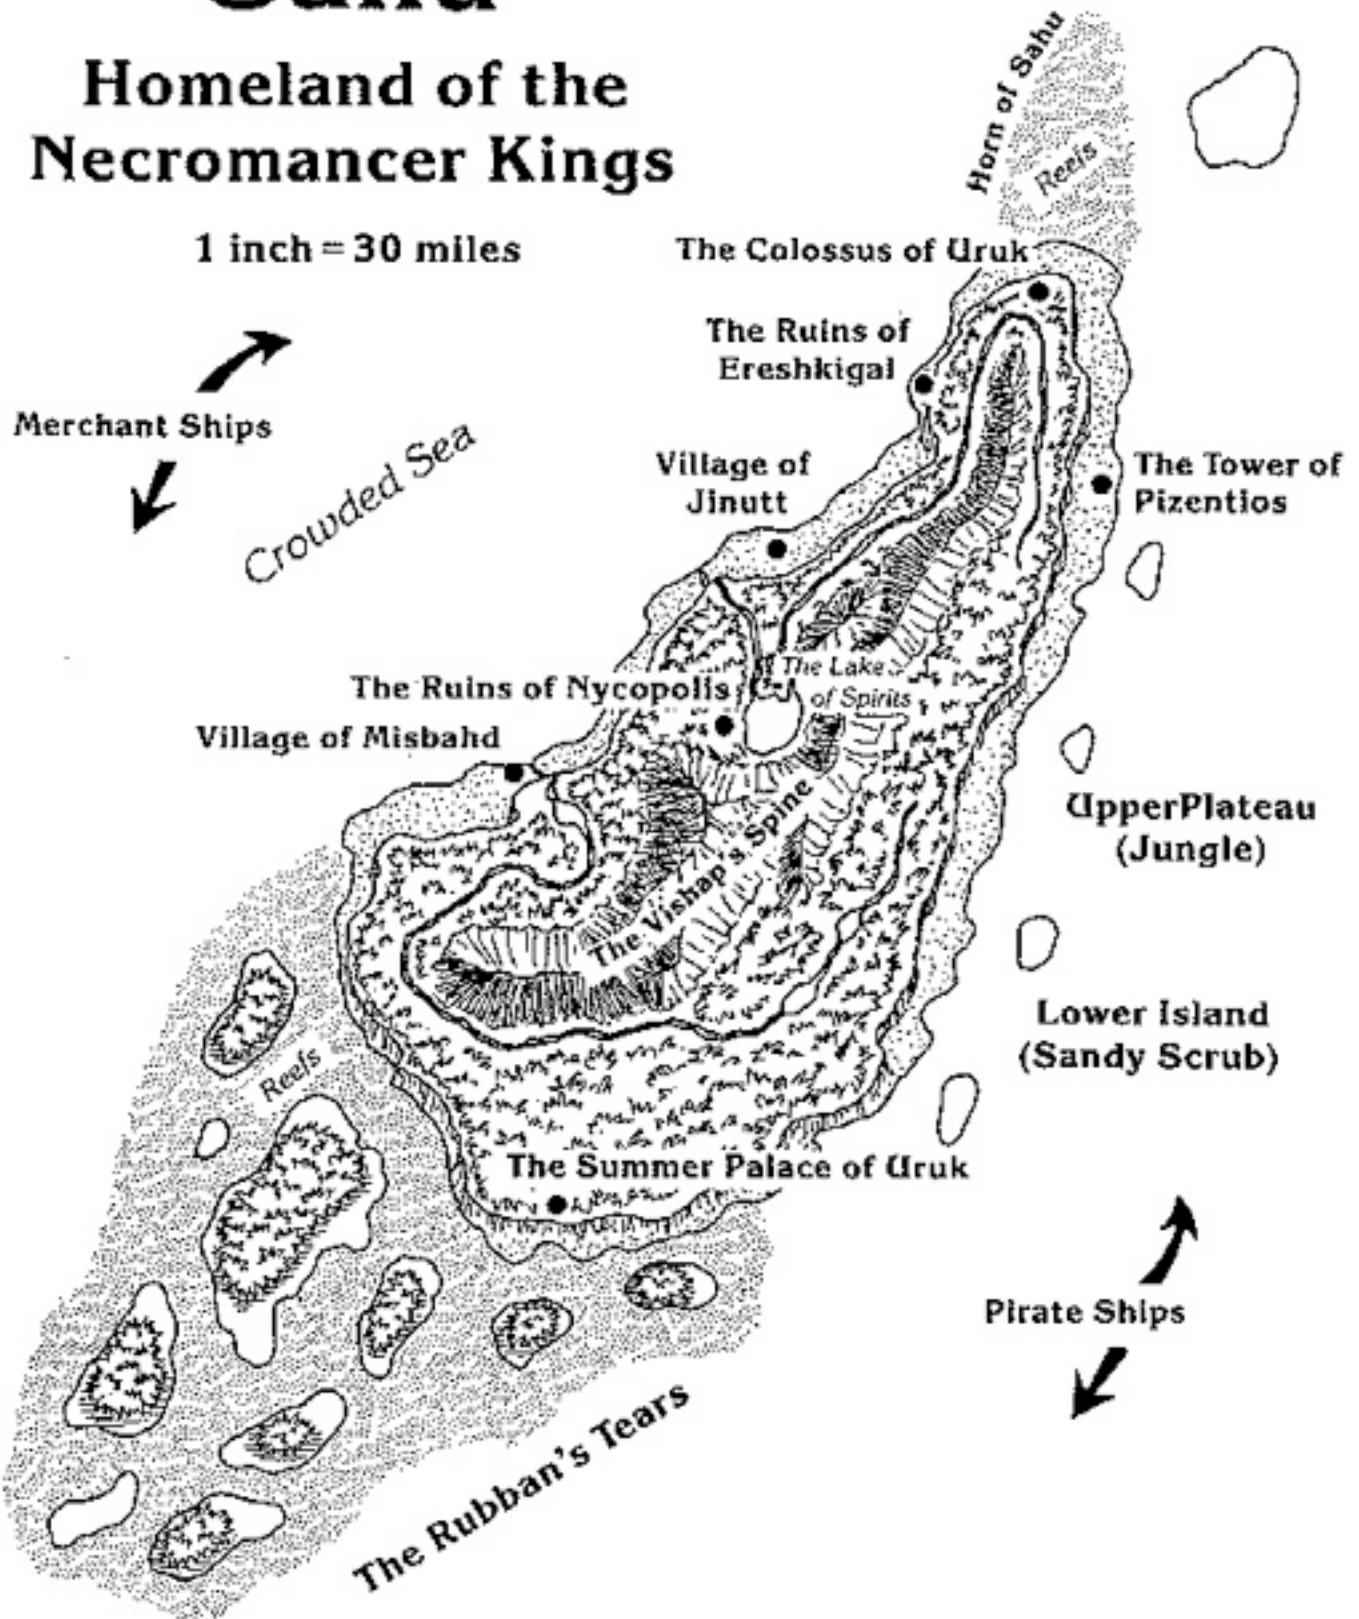 Homeland of the
Necromancer Kings
1 inch = 30 miles
Horn of Sahu
Reefs
The Colossus of Uruk
The Ruins of
Ereshkigal
Merchant Ships
Crowded Sea
Village of
Jinutt
The Tower of
Pizentios
The Lake
of Spirits
The Ruins of Nycopolis
Village of Misbahd
The Vishap's Spine
UpperPlateau
(Jungle)
Lower Island
(Sandy Scrub)
Reefs
The Summer Palace of Uruk
Pirate Ships
The Rubban's Tears